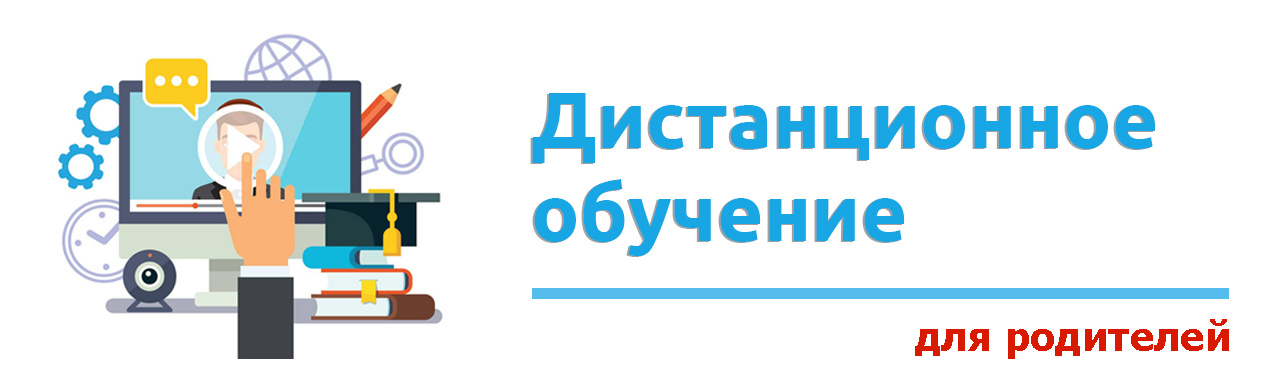 Дистанционное
обучение
для родителей